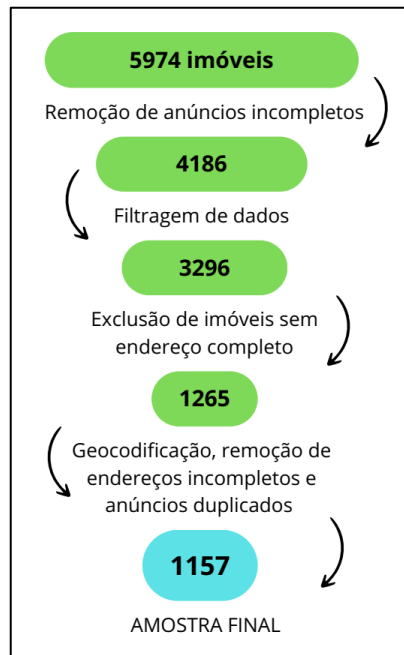 5974 imóveis
Remoção de anúncios incompletos
4186
Filtragem de dados
3296
Exclusão de imóveis sem
endereço completo
1265
Geocodificação, remoção de
endereços incompletos e
anúncios duplicados
1157
AMOSTRA FINAL